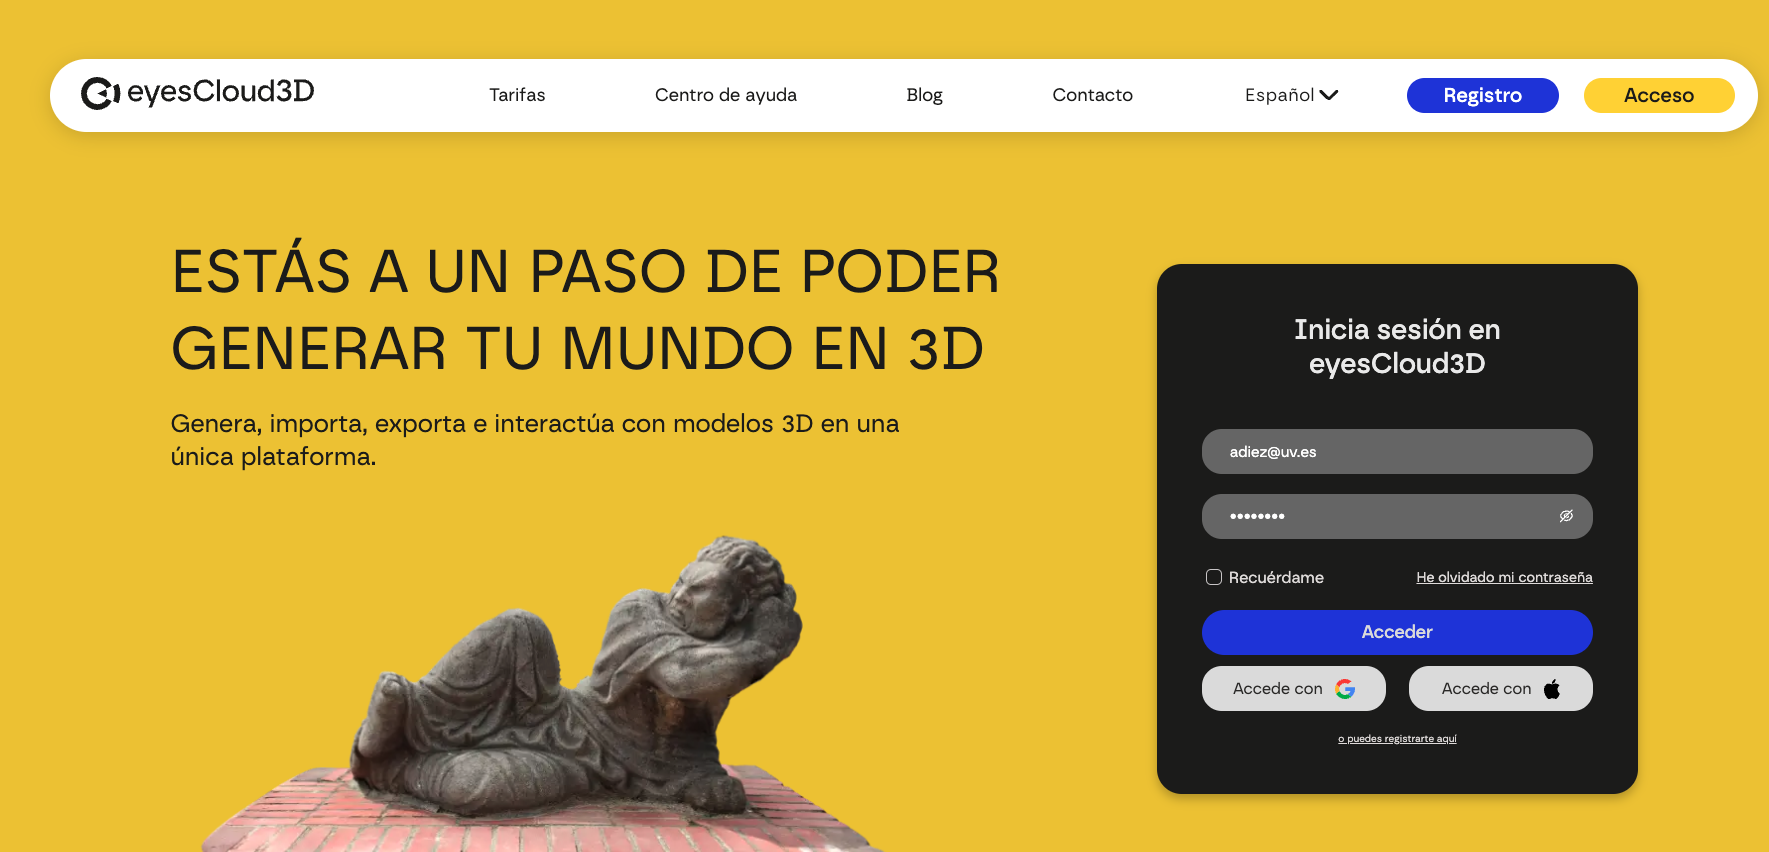 eyesCloud3D
Tarifas
Centro de ayuda
Blog
Contacto
Español
Registro
Acceso
ESTÁS A UN PASO DE PODER
GENERAR TU MUNDO EN 3D
Genera, importa, exporta e interactúa con modelos 3D en una
única plataforma.
Inicia sesión en
eyesCloud3D
adiez@uv.es
••••••••
Recuérdame
He olvidado mi contraseña
Acceder
Accede con
Accede con
o puedes registrarte aquí